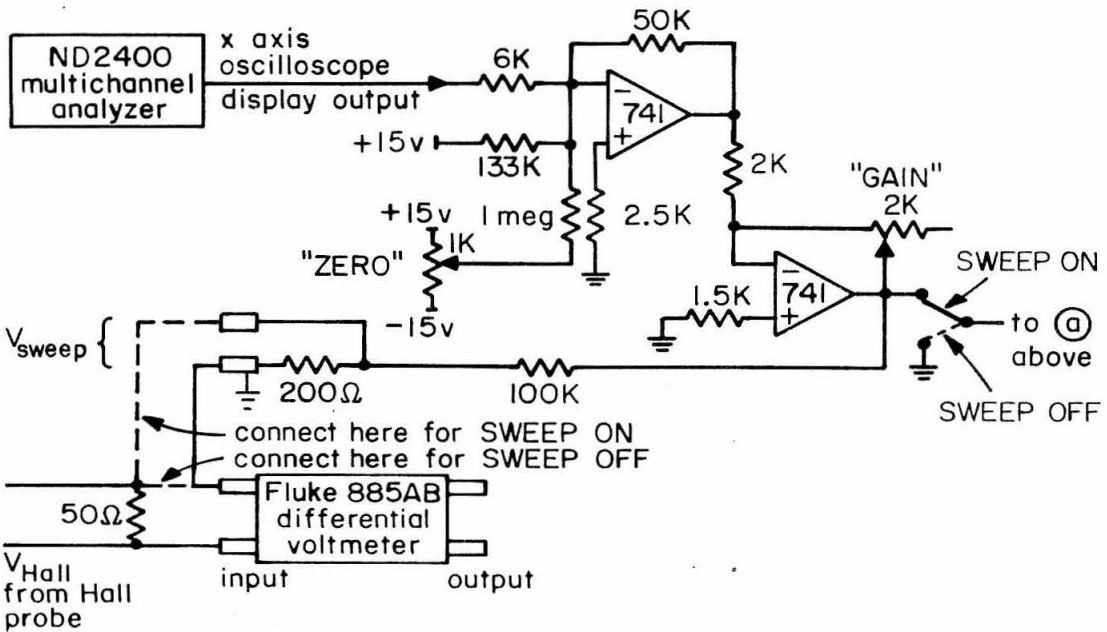 ND2400
multichannel
analyzer
x axis
oscilloscope
display output
6K
50K
-
+
741
+15v
133K
2K
"GAIN"
2K
+15v
1K
1 meg
2.5K
"ZERO"
-15v
-
+
741
1.5K
SWEEP ON
to ⓐ
above
SWEEP OFF
Vsweep {
200Ω
100K
connect here for SWEEP ON
connect here for SWEEP OFF
50Ω
Fluke 885AB
differential
voltmeter
VHall
from Hall
probe
input
output